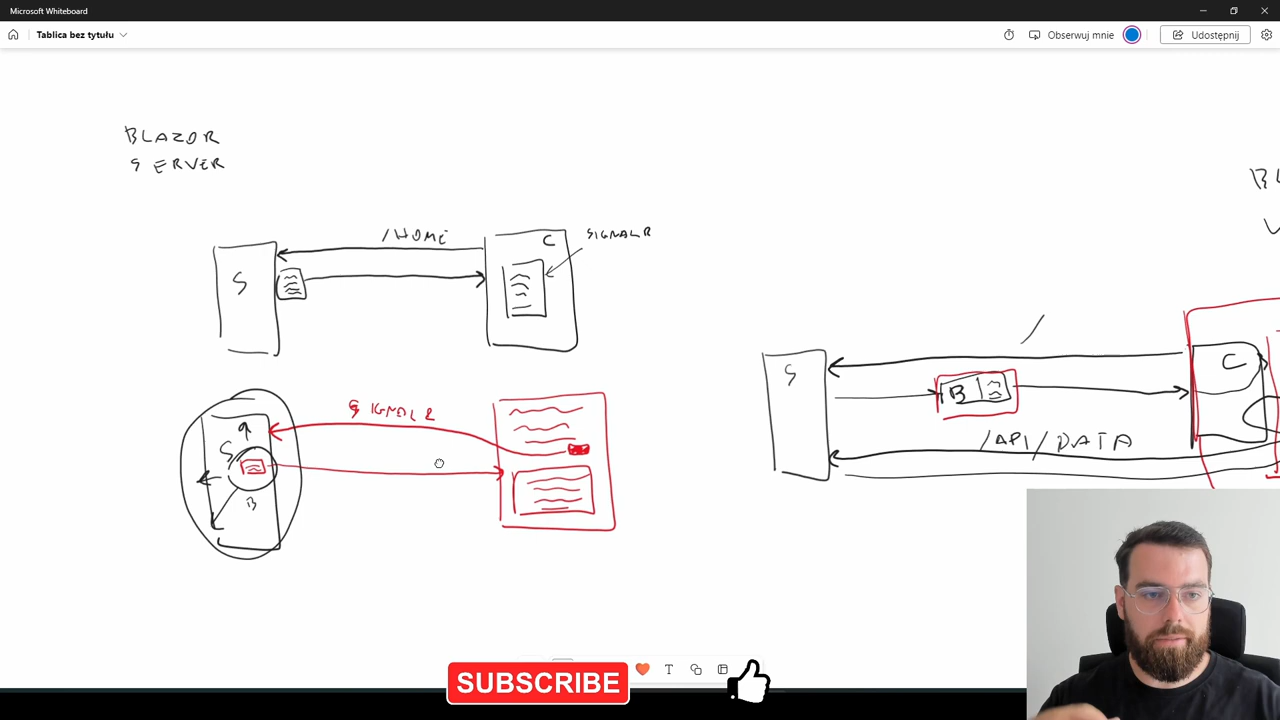 Microsoft Whiteboard
Tablica bez tytułu
Obserwuj mnie
Udostępnij
BLAZOR
SERVER
/HOME
C
SIGNALR
S
S
C
B
SIGNALR
/API/DATA
S
B
T
SUBSCRIBE